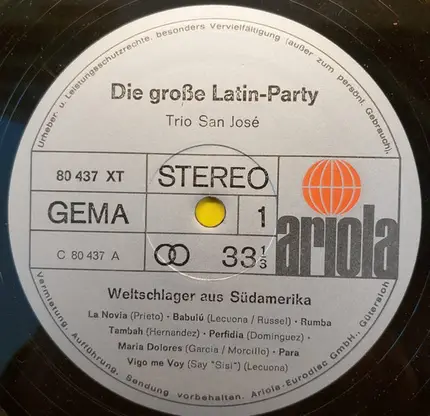 Urheber- u. Leistungsschutzrechte, besonders Vervielfältigung (außer zum persönl. Gebrauch),
Die große Latin-Party
Trio San José
80 437 XT
STEREO
GEMA
1
ariola
C 80 437 A
33 1/3
Weltschlager aus Südamerika
La Novia (Prieto) · Babulú (Lecuona / Russel) · Rumba
Tambah (Hernandez) · Perfidia (Dominguez) ·
Maria Dolores (Garcia / Morcillo) · Para
Vigo me Voy (Say "Sisi") (Lecuona)
Vermietung, Aufführung, Sendung vorbehalten. Ariola-Eurodisc GmbH., Gütersloh